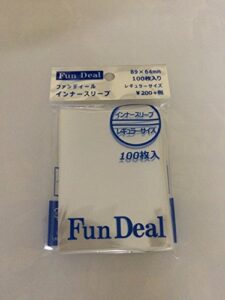 Fun Deal
ファンディール
インナースリーブ
89×64mm
100枚入り
レギュラーサイズ
¥200+税
インナースリーブ
レギュラーサイズ
100枚入
Fun Deal